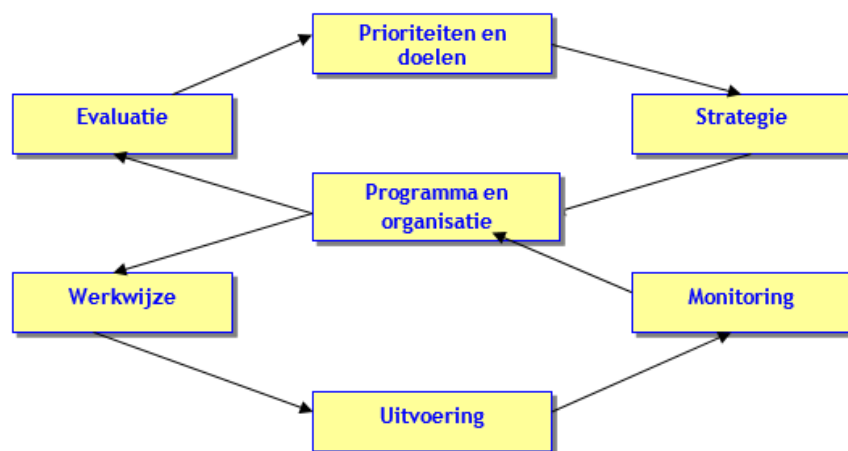 Prioriteiten en
doelen
Evaluatie
Strategie
Programma en
organisatie
Werkwijze
Monitoring
Uitvoering